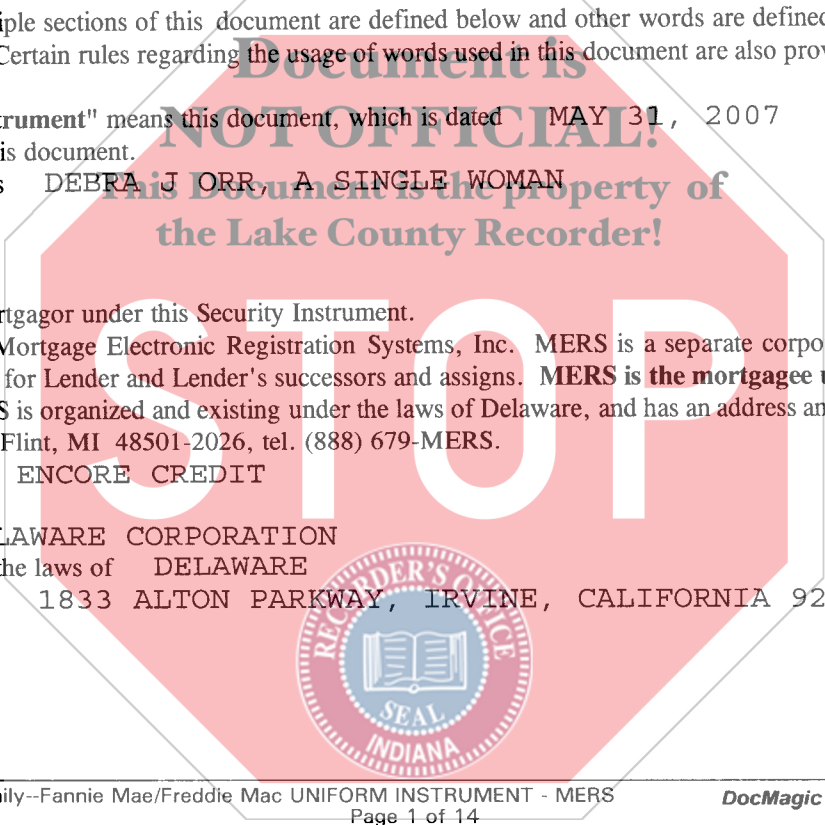 iple sections of this document are defined below and other words are defined
Certain rules regarding the usage of words used in this document are also prov
Document is
trument" means this document, which is dated MAY 31, 2007
NOT OFFICIAL!
is document.
s DEBRA J ORR, A SINGLE WOMAN
This Document is the property of
the Lake County Recorder!
rtgagor under this Security Instrument.
Mortgage Electronic Registration Systems, Inc. MERS is a separate corpo
for Lender and Lender's successors and assigns. MERS is the mortgagee u
S is organized and existing under the laws of Delaware, and has an address an
Flint, MI 48501-2026, tel. (888) 679-MERS.
STOP
ENCORE CREDIT
LAWARE CORPORATION
the laws of DELAWARE
1833 ALTON PARKWAY, IRVINE, CALIFORNIA 92
RECORDER'S OFFICE
SEAL
INDIANA
ily--Fannie Mae/Freddie Mac UNIFORM INSTRUMENT - MERS DocMagic
Page 1 of 14